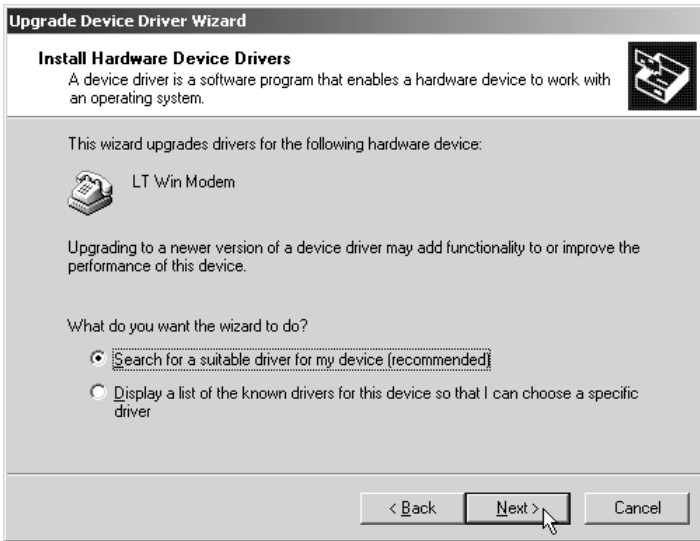 Upgrade Device Driver Wizard
Install Hardware Device Drivers
A device driver is a software program that enables a hardware device to work with
an operating system.
This wizard upgrades drivers for the following hardware device:
LT Win Modem
Upgrading to a newer version of a device driver may add functionality to or improve the
performance of this device.
What do you want the wizard to do?
Search for a suitable driver for my device (recommended)
Display a list of the known drivers for this device so that I can choose a specific
driver
< Back Next > Cancel